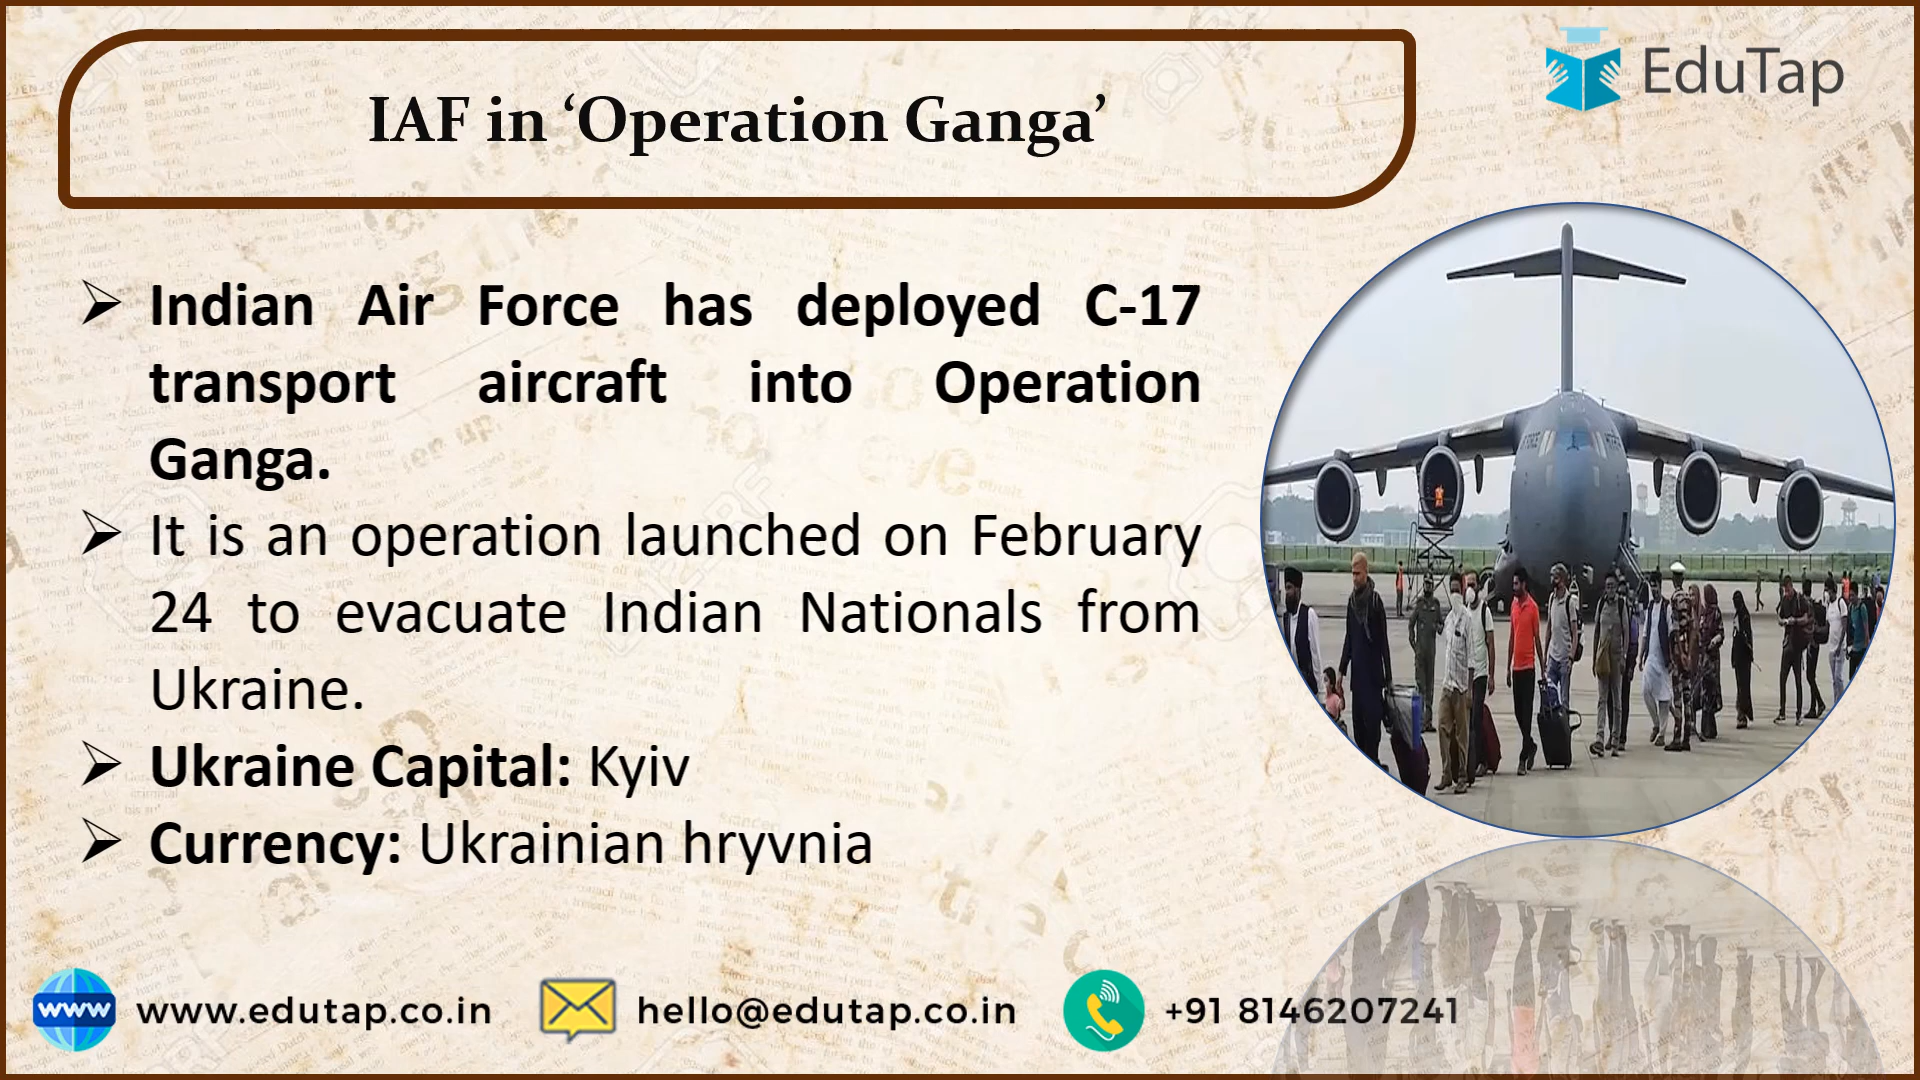 IAF in ‘Operation Ganga’
EduTap
➢ Indian Air Force has deployed C-17
transport aircraft into Operation
Ganga.
➢ It is an operation launched on February
24 to evacuate Indian Nationals from
Ukraine.
➢ Ukraine Capital: Kyiv
➢ Currency: Ukrainian hryvnia
www www.edutap.co.in hello@edutap.co.in +91 8146207241